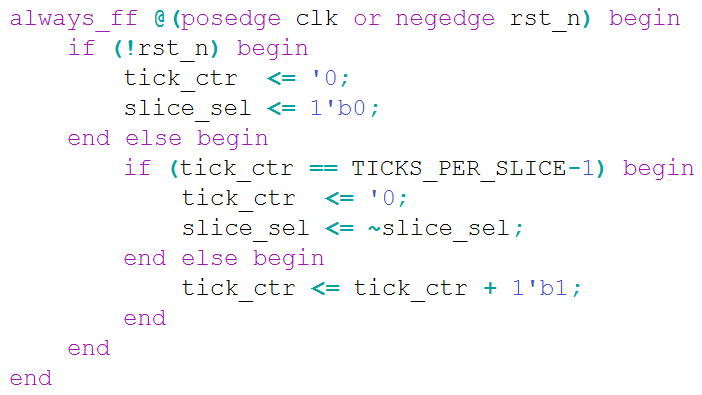 always_ff @(posedge clk or negedge rst_n) begin
    if (!rst_n) begin
        tick_ctr  <= '0;
        slice_sel <= 1'b0;
    end else begin
        if (tick_ctr == TICKS_PER_SLICE-1) begin
            tick_ctr  <= '0;
            slice_sel <= ~slice_sel;
        end else begin
            tick_ctr <= tick_ctr + 1'b1;
        end
    end
end